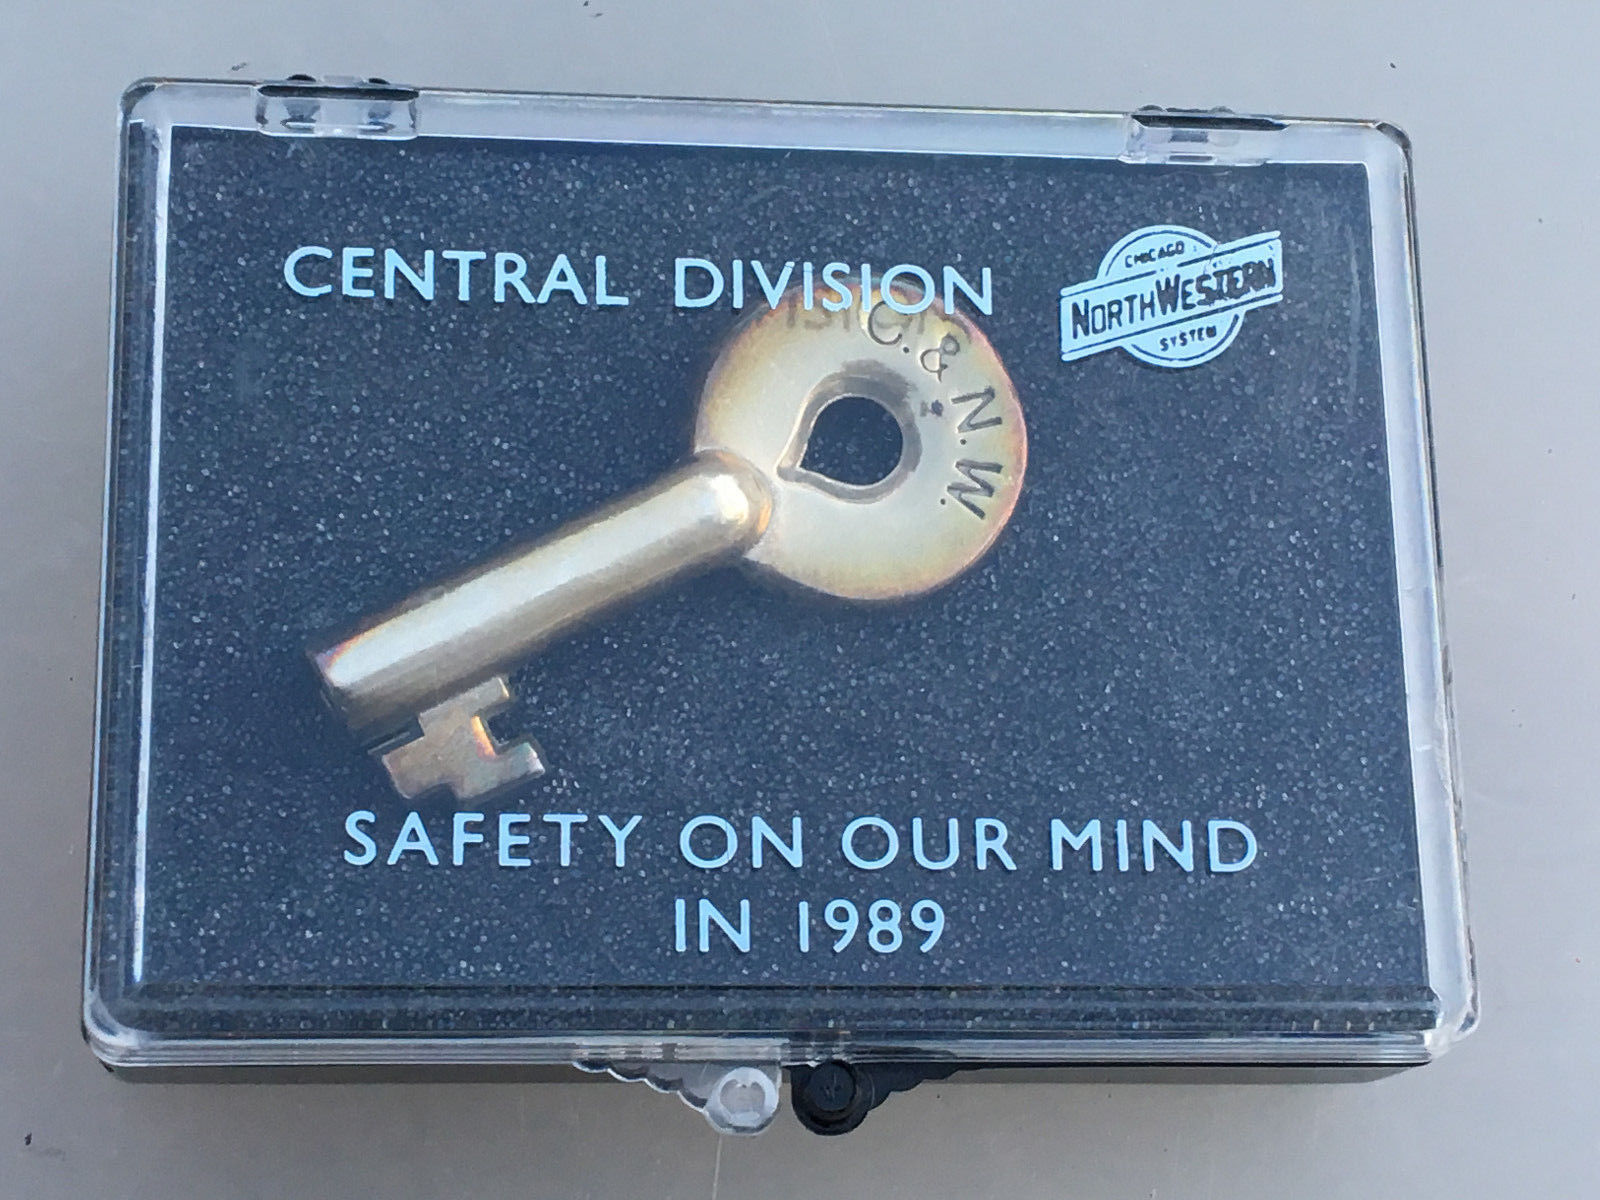 CENTRAL DIVISION
CHICAGO
NORTHWESTERN
SYSTEM
C. & N. W.
SAFETY ON OUR MIND
IN 1989